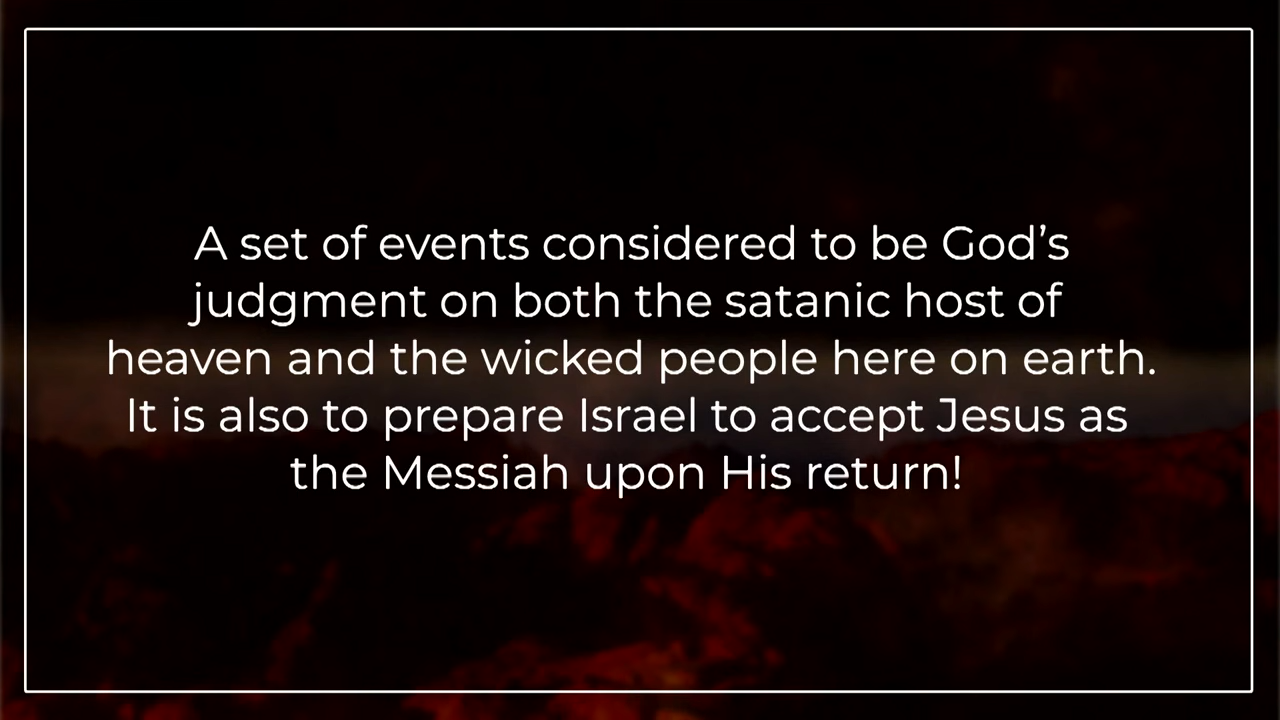 A set of events considered to be God’s
judgment on both the satanic host of
heaven and the wicked people here on earth.
It is also to prepare Israel to accept Jesus as
the Messiah upon His return!